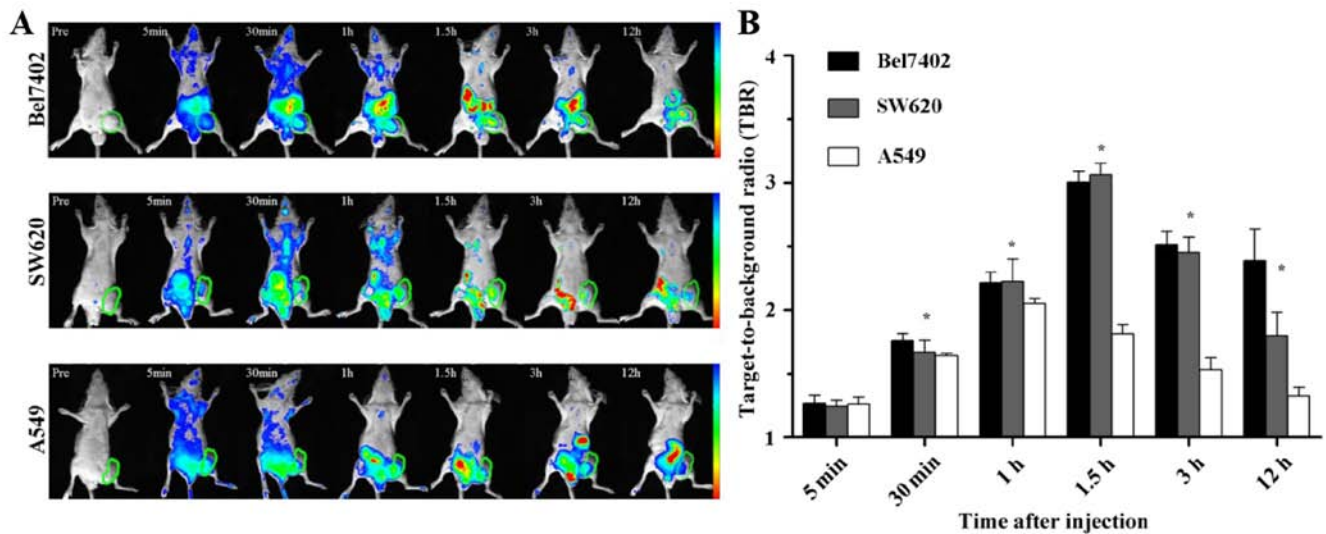 A
Bel7402
Pre 5min 30min 1h 1.5h 3h 12h
SW620
Pre 5min 30min 1h 1.5h 3h 12h
A549
Pre 5min 30min 1h 1.5h 3h 12h
B
Target-to-background radio (TBR)
4
3
2
1
Bel7402
SW620
A549
* * * * *
5 min 30 min 1 h 1.5 h 3 h 12 h
Time after injection